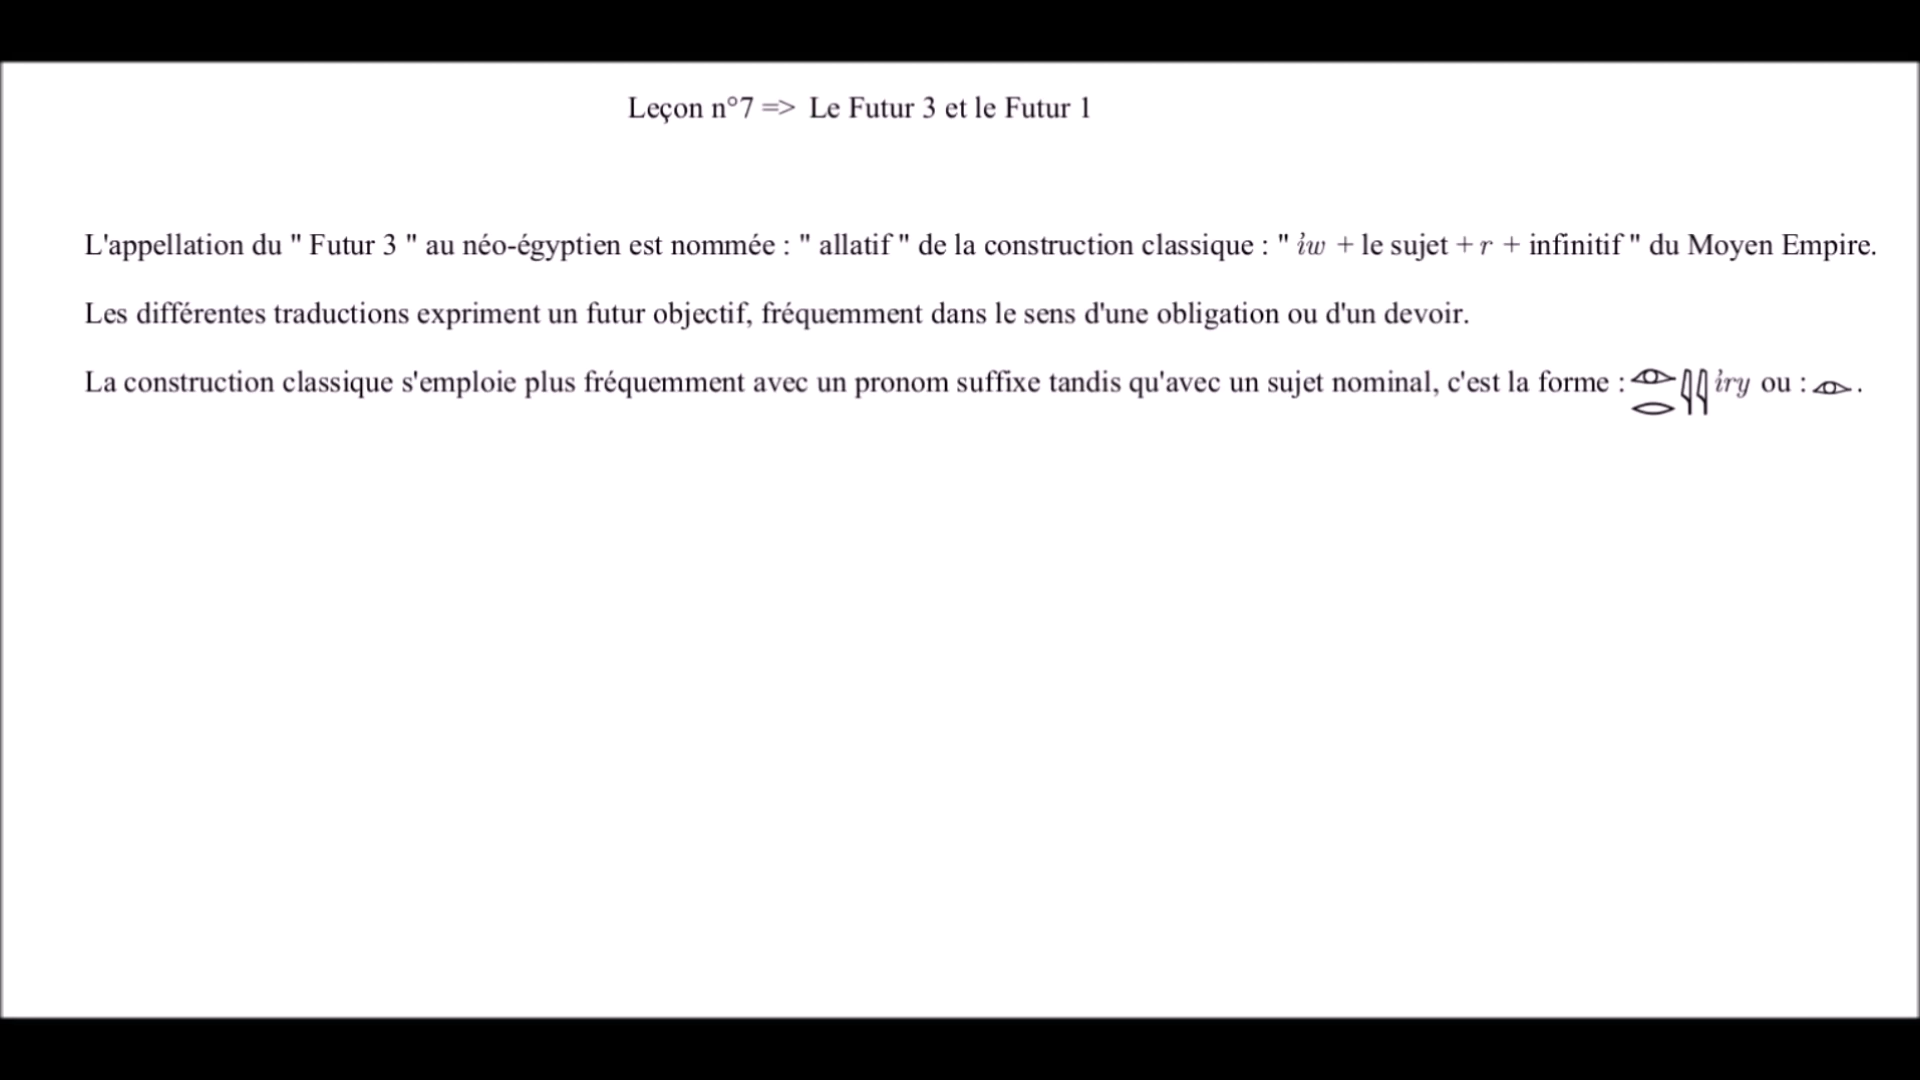 Leçon n°7 => Le Futur 3 et le Futur 1
L'appellation du " Futur 3 " au néo-égyptien est nommée : " allatif " de la construction classique : " i҆w + le sujet + r + infinitif " du Moyen Empire.
Les différentes traductions expriment un futur objectif, fréquemment dans le sens d'une obligation ou d'un devoir.
La construction classique s'emploie plus fréquemment avec un pronom suffixe tandis qu'avec un sujet nominal, c'est la forme : 𓁹𓂋𓇌 i҆ry ou : 𓁹 .